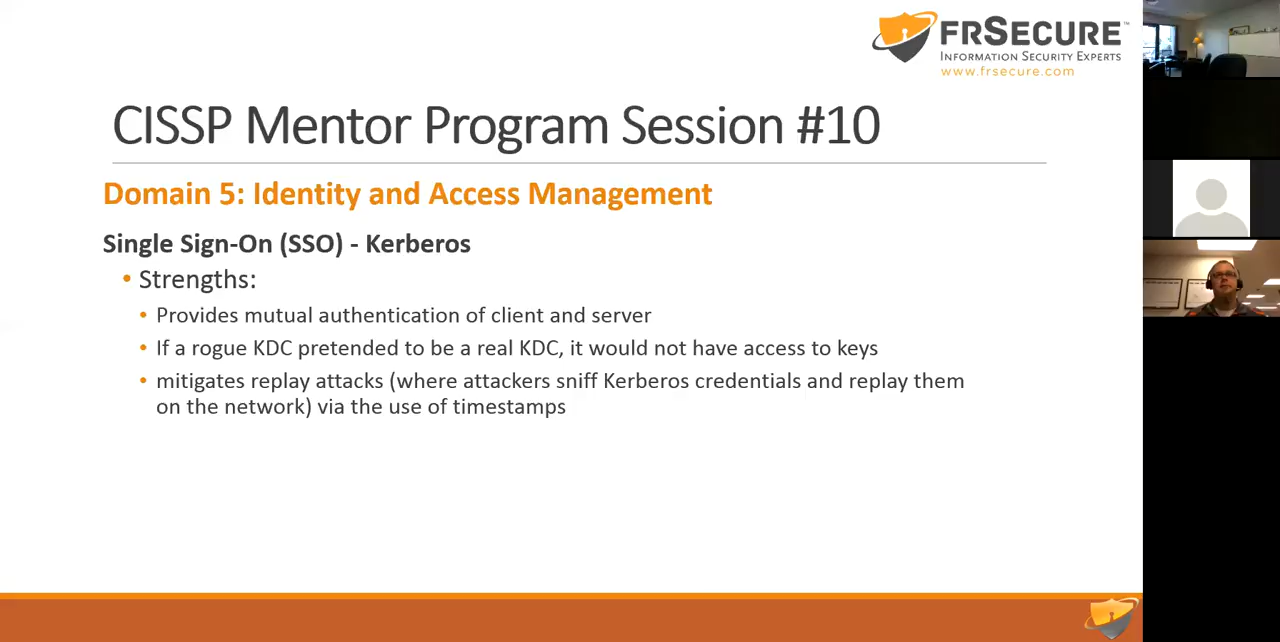 FRSECURE™
INFORMATION SECURITY EXPERTS
www.frsecure.com
CISSP Mentor Program Session #10
Domain 5: Identity and Access Management
Single Sign-On (SSO) - Kerberos
• Strengths:
• Provides mutual authentication of client and server
• If a rogue KDC pretended to be a real KDC, it would not have access to keys
• mitigates replay attacks (where attackers sniff Kerberos credentials and replay them
on the network) via the use of timestamps